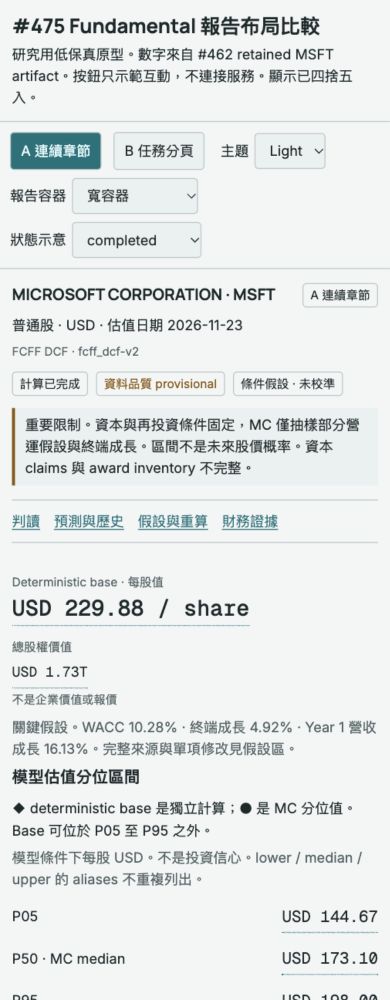 #475 Fundamental 報告布局比較
研究用低保真原型。數字來自 #462 retained MSFT
artifact。按鈕只示範互動，不連接服務。顯示已四捨五
入。
A 連續章節 B 任務分頁 主題 Light
報告容器 寬容器
狀態示意 completed
MICROSOFT CORPORATION · MSFT A 連續章節
普通股 · USD · 估值日期 2026-11-23
FCFF DCF · fcff_dcf-v2
計算已完成 資料品質 provisional 條件假設 · 未校準
重要限制。資本與再投資條件固定，MC 僅抽樣部分營
運假設與終端成長。區間不是未來股價概率。資本
claims 與 award inventory 不完整。
判讀 預測與歷史 假設與重算 財務證據
Deterministic base · 每股值
USD 229.88 / share
總股權價值
USD 1.73T
不是企業價值或報價
關鍵假設。WACC 10.28% · 終端成長 4.92% · Year 1 營收
成長 16.13%。完整來源與單項修改見假設區。
模型估值分位區間
◆ deterministic base 是獨立計算；● 是 MC 分位值。
Base 可位於 P05 至 P95 之外。
模型條件下每股 USD。不是投資信心。lower / median /
upper 的 aliases 不重複列出。
P05 USD 144.67
P50 · MC median USD 173.10
P95 USD 198.00